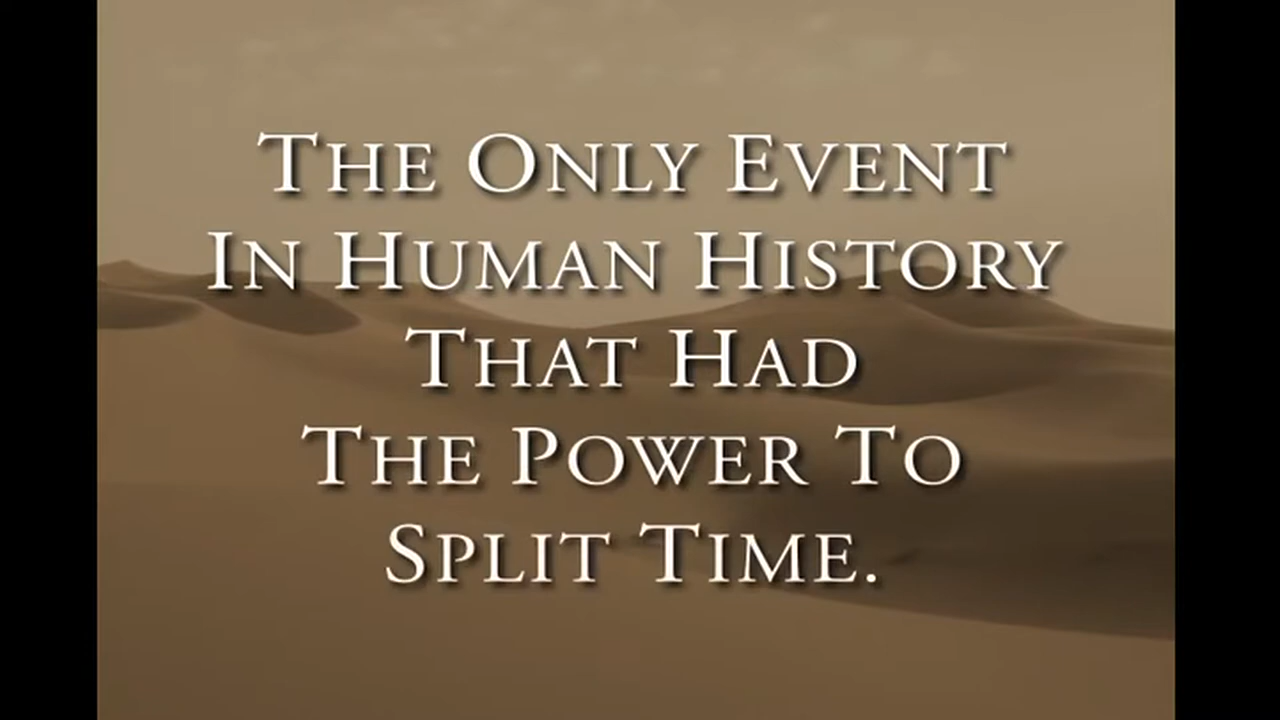 The Only Event
In Human History
That Had
The Power To
Split Time.